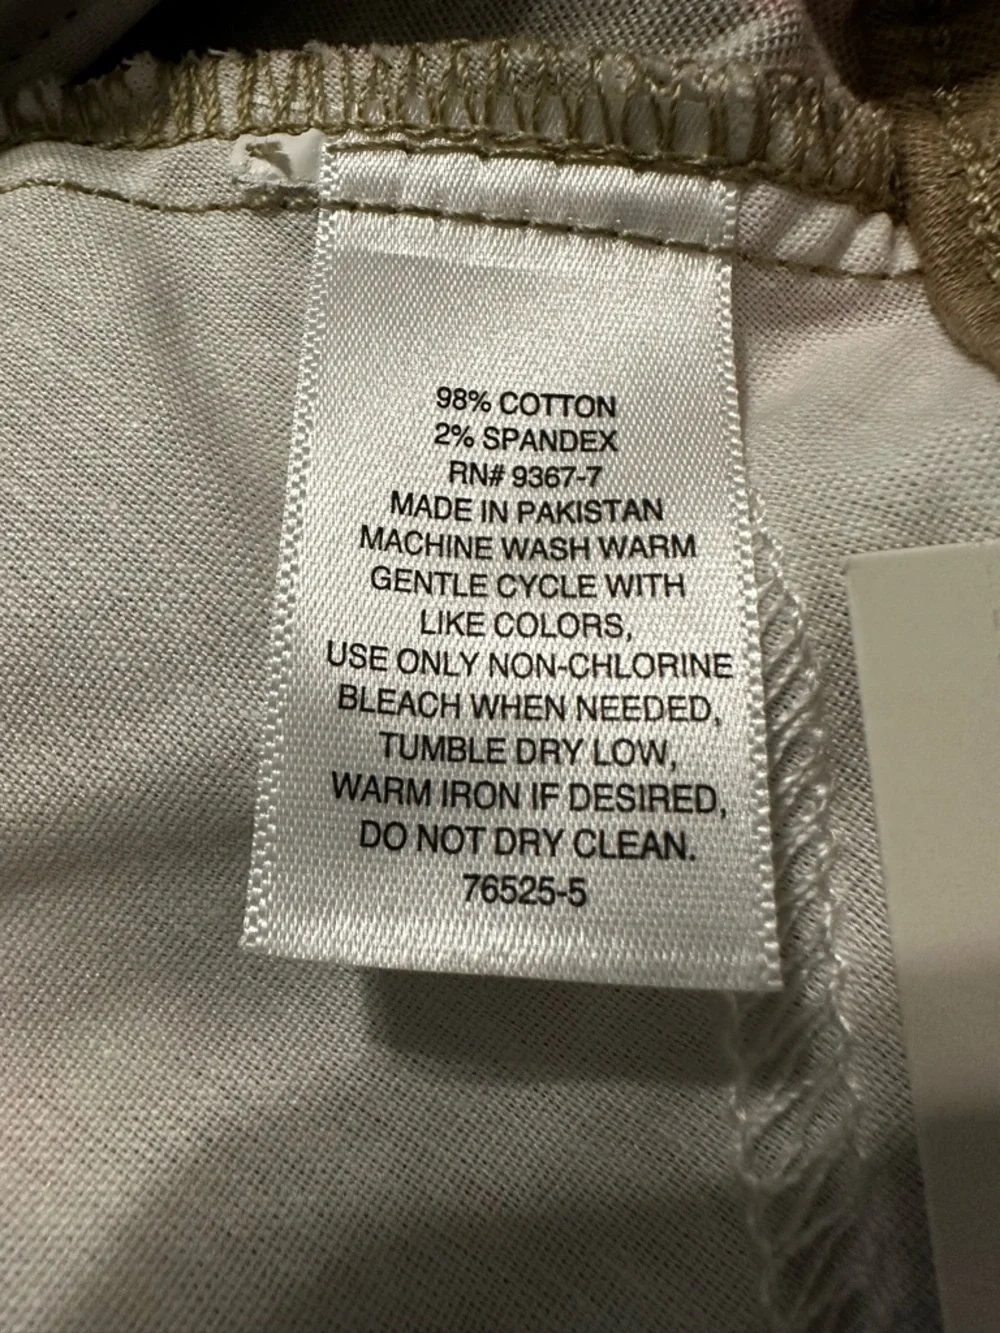 98% COTTON
2% SPANDEX
RN# 9367-7
MADE IN PAKISTAN
MACHINE WASH WARM
GENTLE CYCLE WITH
LIKE COLORS,
USE ONLY NON-CHLORINE
BLEACH WHEN NEEDED,
TUMBLE DRY LOW,
WARM IRON IF DESIRED,
DO NOT DRY CLEAN.
76525-5